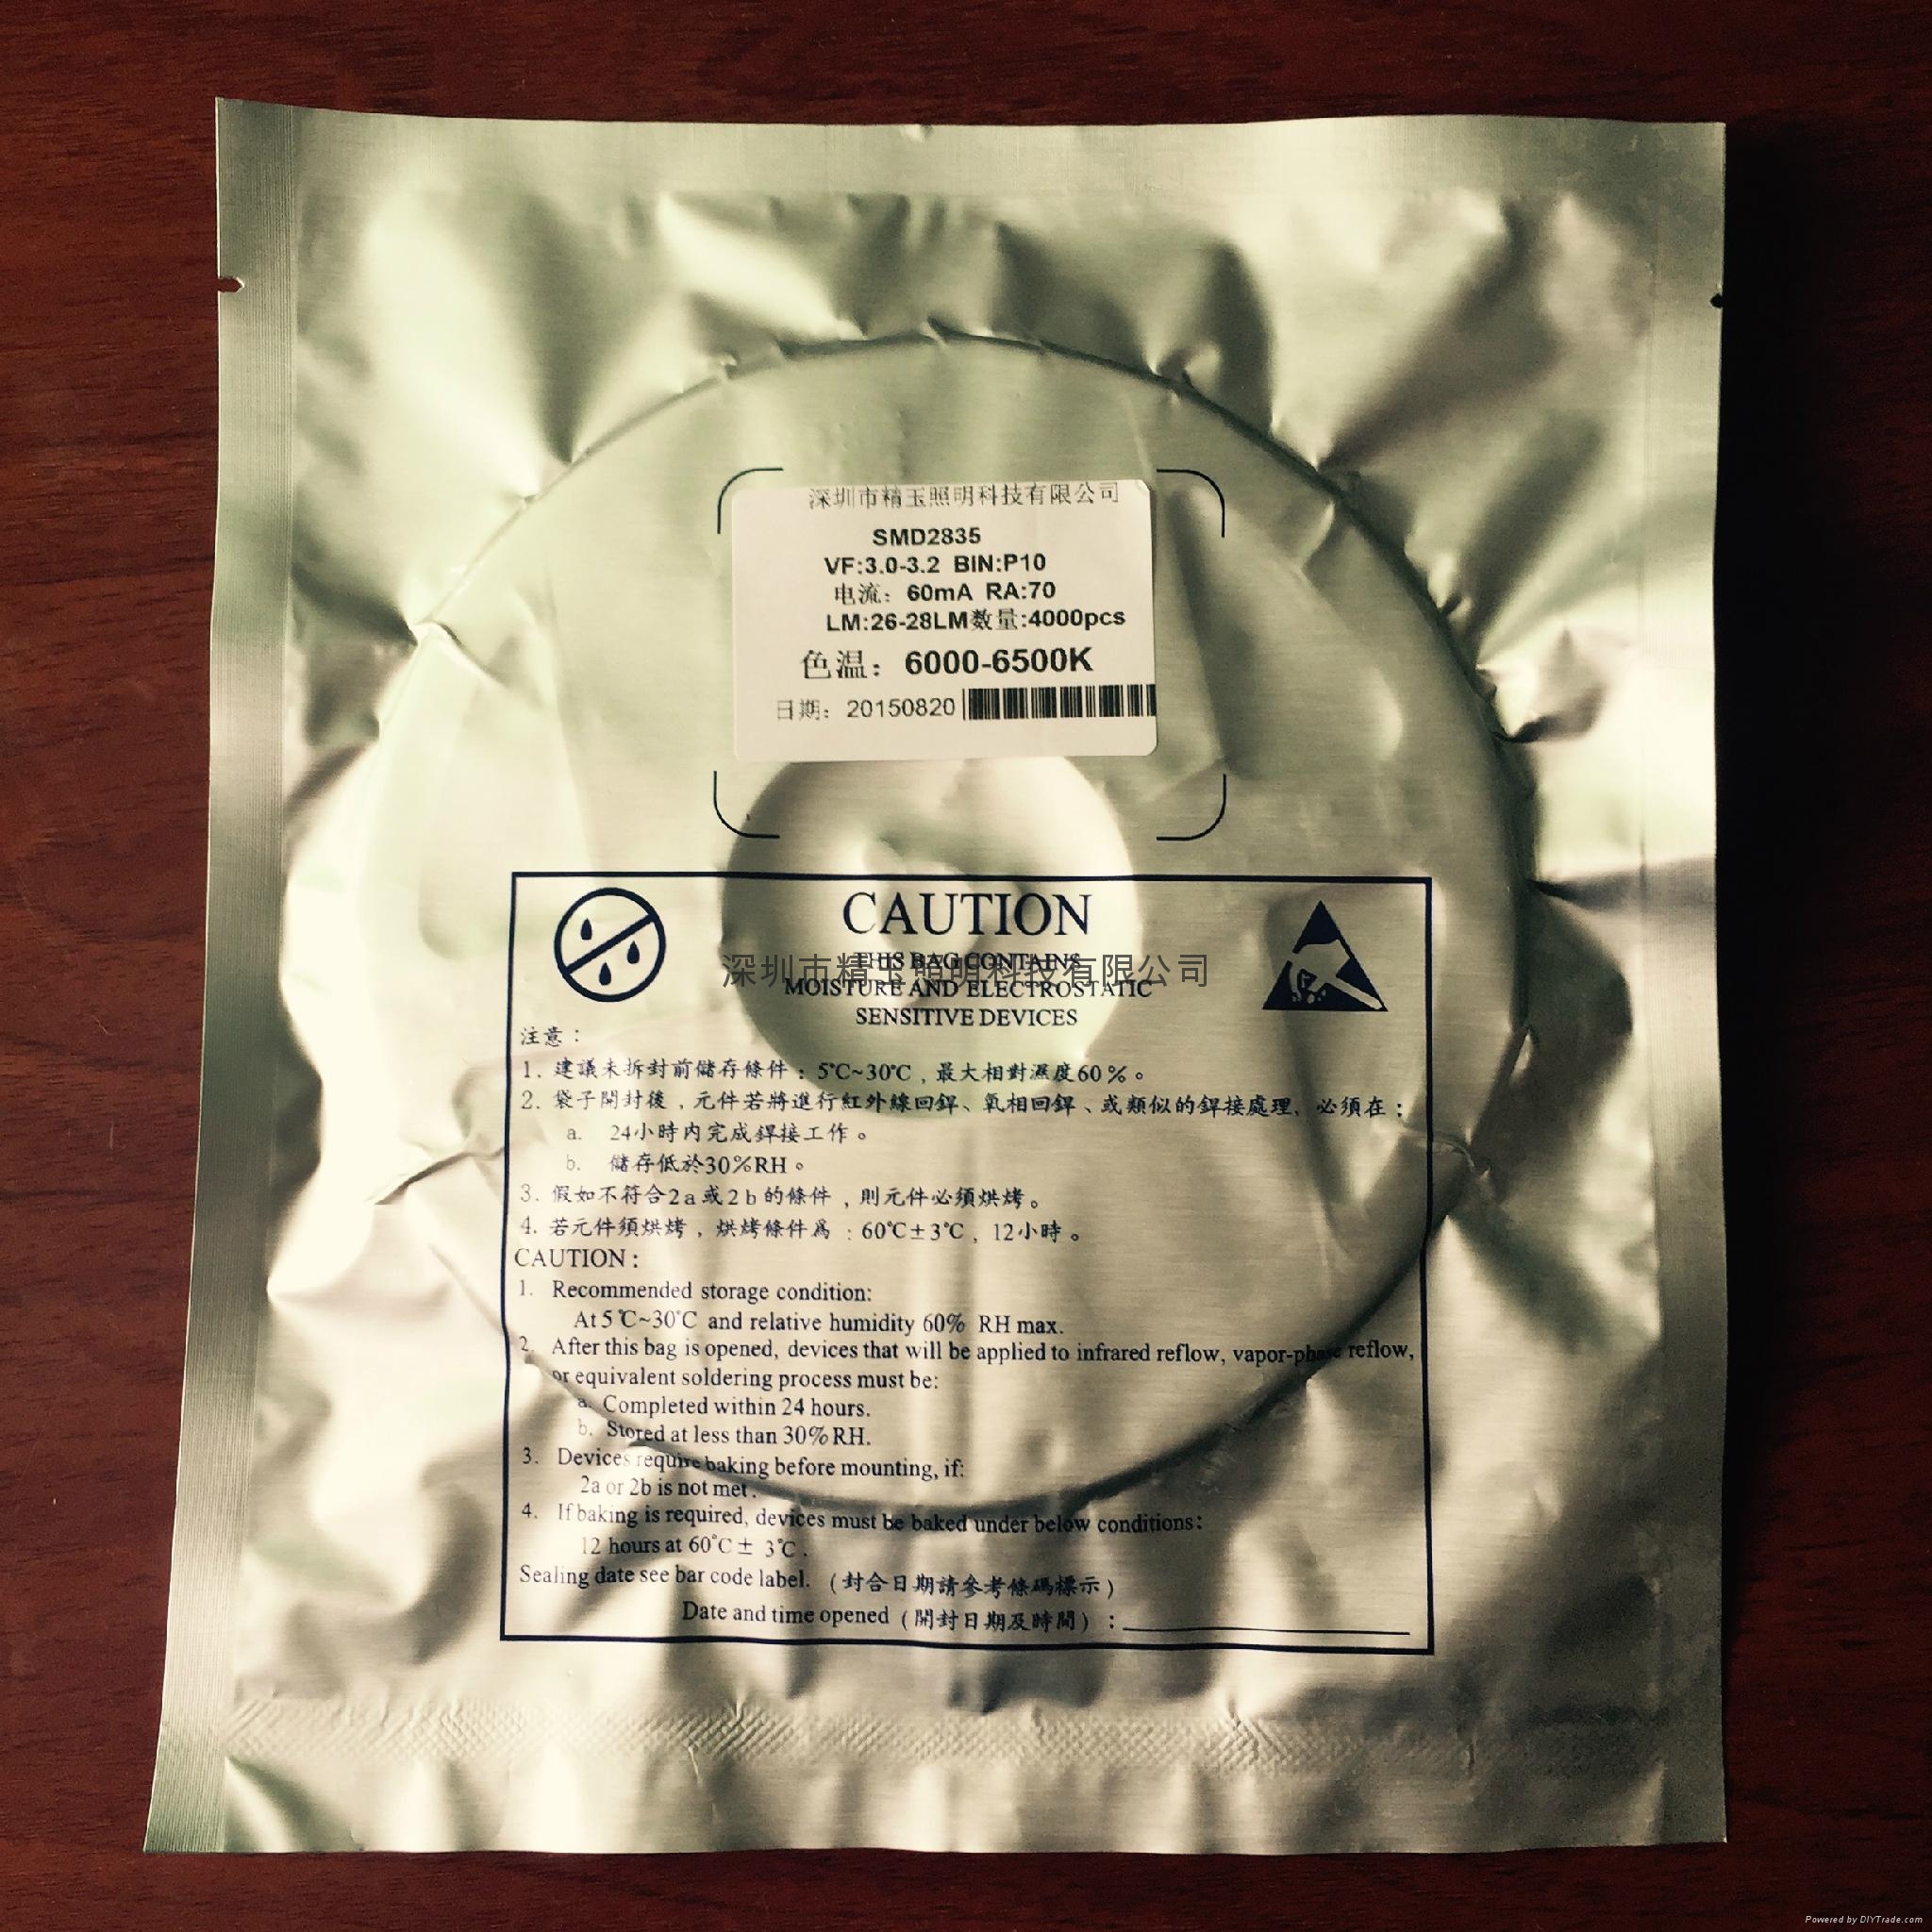 深圳市精玉照明科技有限公司
SMD2835
VF:3.0-3.2 BIN:P10
电流：60mA RA:70
LM:26-28LM数量:4000pcs
色温：6000-6500K
日期：20150820
CAUTION
THIS BAG CONTAINS
深圳市精玉照明科技有限公司
MOISTURE AND ELECTROSTATIC
SENSITIVE DEVICES
注意：
1. 建議未拆封前儲存條件：5℃~30℃，最大相對濕度60%。
2. 袋子開封後，元件若將進行紅外線回銲、氧相回銲、或類似的銲接處理，必須在：
a. 24小時內完成銲接工作。
b. 儲存低於30%RH。
3. 假如不符合2a或2b的條件，則元件必須烘烤。
4. 若元件須烘烤，烘烤條件爲：60℃±3℃，12小時。
CAUTION:
1. Recommended storage condition:
At 5℃~30℃ and relative humidity 60% RH max.
2. After this bag is opened, devices that will be applied to infrared reflow, vapor-phase reflow,
or equivalent soldering process must be:
a. Completed within 24 hours.
b. Stored at less than 30%RH.
3. Devices require baking before mounting, if:
2a or 2b is not met.
4. If baking is required, devices must be baked under below conditions:
12 hours at 60℃± 3℃.
Sealing date see bar code label. (封合日期請參考條碼標示)
Date and time opened (開封日期及時間) :
Powered by DIYTrade.com